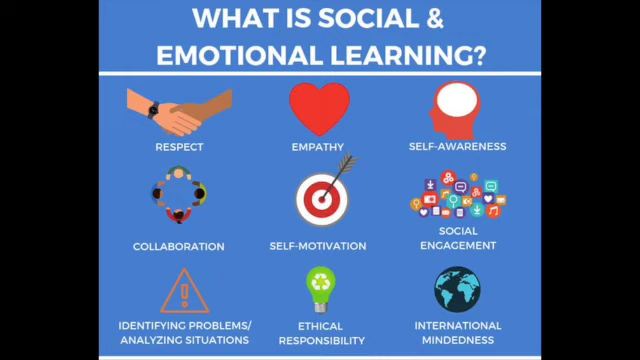 WHAT IS SOCIAL &
EMOTIONAL LEARNING?
RESPECT
EMPATHY
SELF-AWARENESS
COLLABORATION
SELF-MOTIVATION
SOCIAL
ENGAGEMENT
IDENTIFYING PROBLEMS/
ANALYZING SITUATIONS
ETHICAL
RESPONSIBILITY
INTERNATIONAL
MINDEDNESS